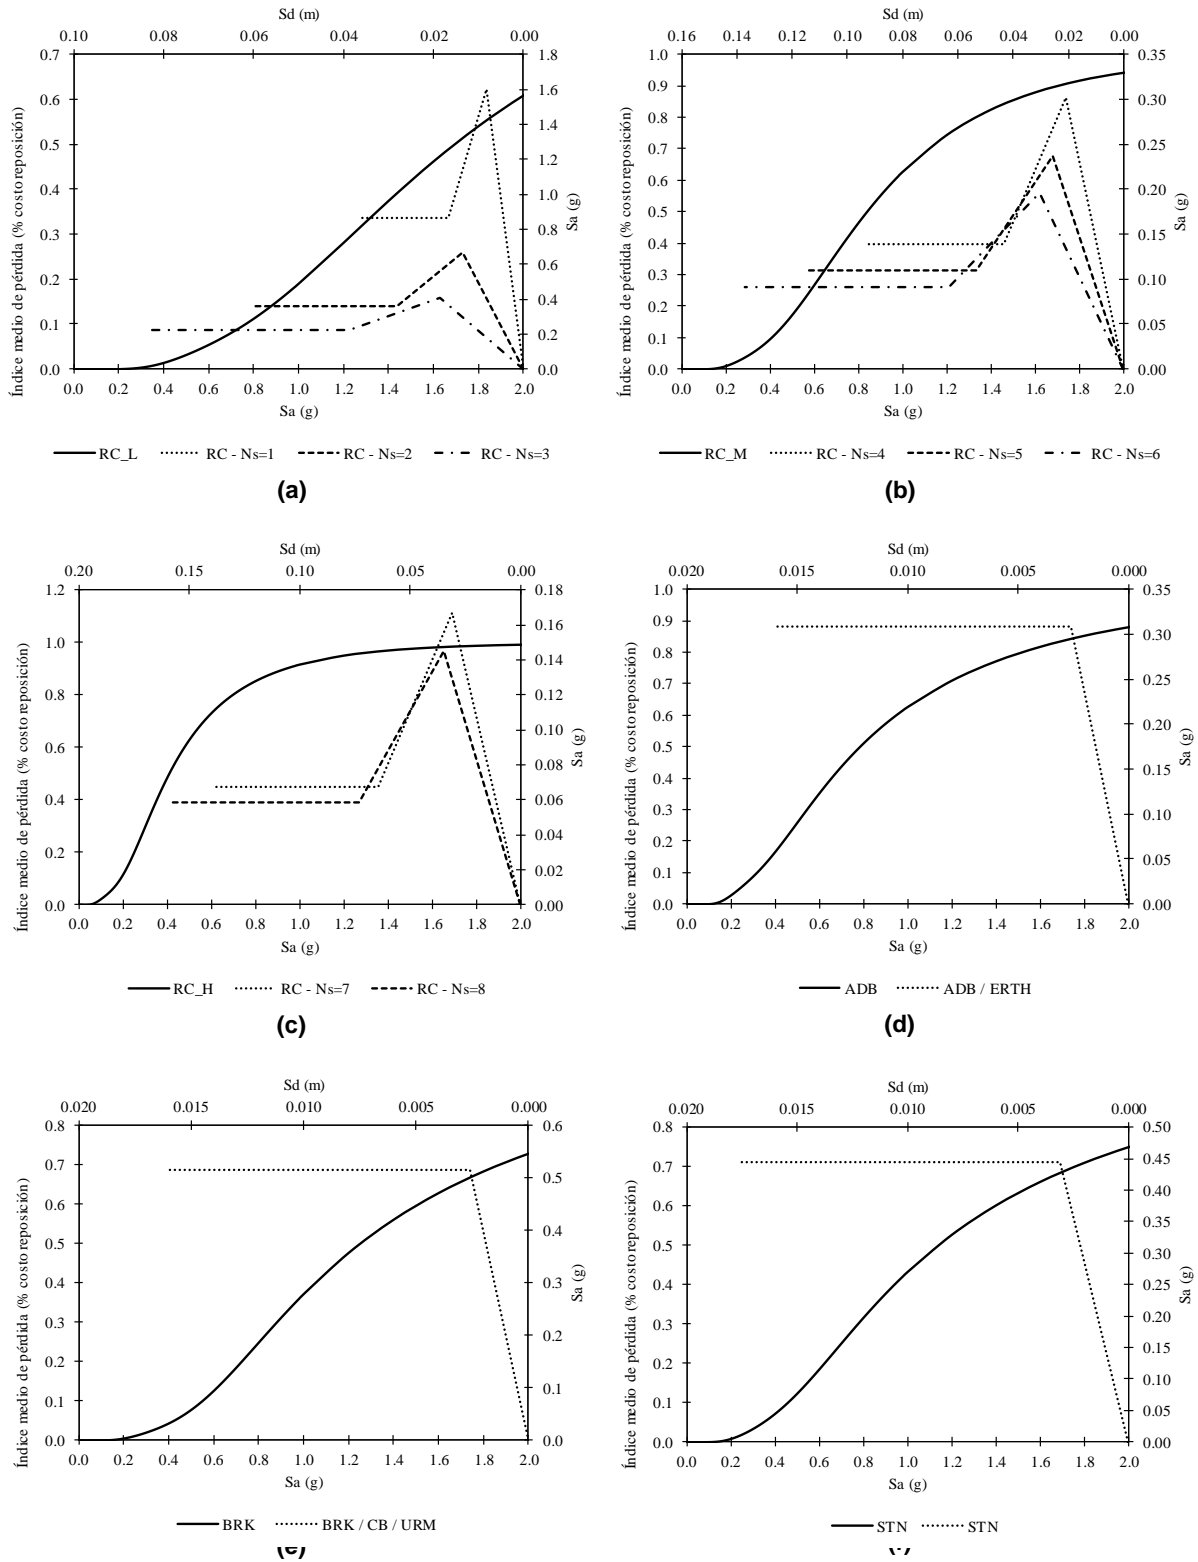 Sd (m)
0.10 0.08 0.06 0.04 0.02 0.00
0.7 0.6 0.5 0.4 0.3 0.2 0.1 0.0
Índice medio de pérdida (% costo reposición)
1.8 1.6 1.4 1.2 1.0 0.8 0.6 0.4 0.2 0.0
Sa (g)
0.0 0.2 0.4 0.6 0.8 1.0 1.2 1.4 1.6 1.8 2.0
Sa (g)
RC_L RC - Ns=1 RC - Ns=2 RC - Ns=3
(a)
Sd (m)
0.16 0.14 0.12 0.10 0.08 0.06 0.04 0.02 0.00
1.0 0.9 0.8 0.7 0.6 0.5 0.4 0.3 0.2 0.1 0.0
Índice medio de pérdida (% costo reposición)
0.35 0.30 0.25 0.20 0.15 0.10 0.05 0.00
Sa (g)
0.0 0.2 0.4 0.6 0.8 1.0 1.2 1.4 1.6 1.8 2.0
Sa (g)
RC_M RC - Ns=4 RC - Ns=5 RC - Ns=6
(b)
Sd (m)
0.20 0.15 0.10 0.05 0.00
1.2 1.0 0.8 0.6 0.4 0.2 0.0
Índice medio de pérdida (% costo reposición)
0.18 0.16 0.14 0.12 0.10 0.08 0.06 0.04 0.02 0.00
Sa (g)
0.0 0.2 0.4 0.6 0.8 1.0 1.2 1.4 1.6 1.8 2.0
Sa (g)
RC_H RC - Ns=7 RC - Ns=8
(c)
Sd (m)
0.020 0.015 0.010 0.005 0.000
1.0 0.9 0.8 0.7 0.6 0.5 0.4 0.3 0.2 0.1 0.0
Índice medio de pérdida (% costo reposición)
0.35 0.30 0.25 0.20 0.15 0.10 0.05 0.00
Sa (g)
0.0 0.2 0.4 0.6 0.8 1.0 1.2 1.4 1.6 1.8 2.0
Sa (g)
ADB ADB / ERTH
(d)
Sd (m)
0.020 0.015 0.010 0.005 0.000
0.8 0.7 0.6 0.5 0.4 0.3 0.2 0.1 0.0
Índice medio de pérdida (% costo reposición)
0.6 0.5 0.4 0.3 0.2 0.1 0.0
Sa (g)
0.0 0.2 0.4 0.6 0.8 1.0 1.2 1.4 1.6 1.8 2.0
Sa (g)
BRK BRK / CB / URM
(e)
Sd (m)
0.020 0.015 0.010 0.005 0.000
0.8 0.7 0.6 0.5 0.4 0.3 0.2 0.1 0.0
Índice medio de pérdida (% costo reposición)
0.50 0.45 0.40 0.35 0.30 0.25 0.20 0.15 0.10 0.05 0.00
Sa (g)
0.0 0.2 0.4 0.6 0.8 1.0 1.2 1.4 1.6 1.8 2.0
Sa (g)
STN STN